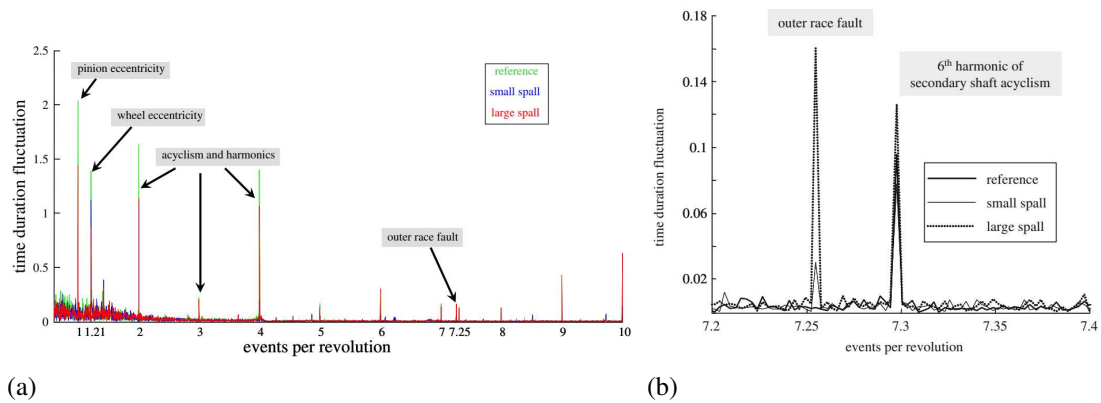 2.5
2
1.5
1
0.5
0
time duration fluctuation
pinion eccentricity
wheel eccentricity
acyclism and harmonics
outer race fault
reference
small spall
large spall
1 1.21 2 3 4 5 6 7 7.25 8 9 10
events per revolution
(a)
0.18
0.14
0.12
0.09
0.06
0.02
time duration fluctuation
outer race fault
6th harmonic of
secondary shaft acyclism
reference
small spall
large spall
7.2 7.25 7.3 7.35 7.4
events per revolution
(b)